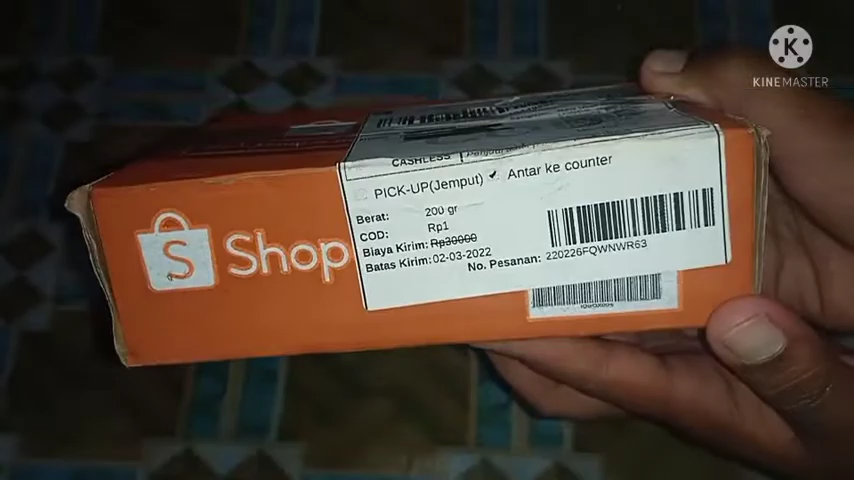 KINEMASTER
CASHLESS
PICK-UP(Jemput) ✔ Antar ke counter
Berat: 200 gr
COD: Rp1
Biaya Kirim: Rp30000
Batas Kirim: 02-03-2022
No. Pesanan: 220226FQWNWR63
S Shop